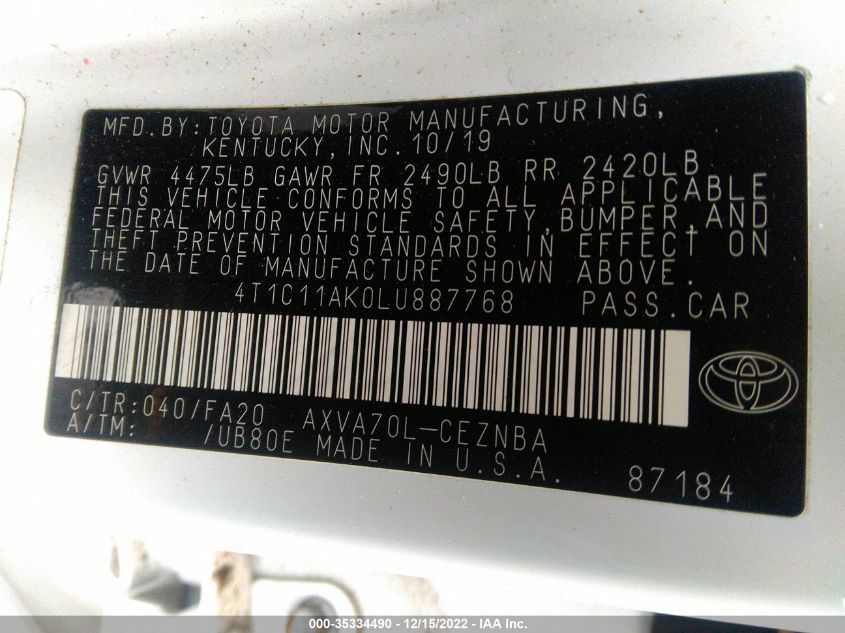 MFD.BY:TOYOTA MOTOR MANUFACTURING,
KENTUCKY,INC.10/19
GVWR 4475LB GAWR FR 2490LB RR 2420LB
THIS VEHICLE CONFORMS TO ALL APPLICABLE
FEDERAL MOTOR VEHICLE SAFETY,BUMPER,AND
THEFT PREVENTION STANDARDS IN EFFECT ON
THE DATE OF MANUFACTURE SHOWN ABOVE.
4T1C11AK0LU887768 PASS.CAR
C/TR:040/FA20 AXVA70L-CEZNBA
A/TM: /UB80E MADE IN U.S.A.
87184
000-35334490 - 12/15/2022 - IAA Inc.